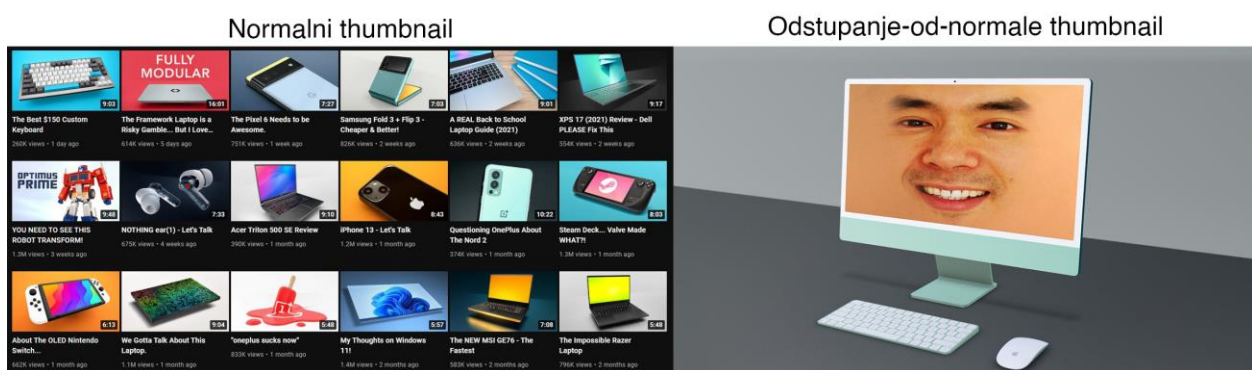 Normalni thumbnail
Odstupanje-od-normale thumbnail
FULLY
MODULAR
9:03
16:01
7:27
7:03
9:01
9:17
The Best $150 Custom
Keyboard
260K views • 1 day ago
The Framework Laptop is a
Risky Gamble... But I Love...
614K views • 5 days ago
The Pixel 6 Needs to be
Awesome.
751K views • 1 week ago
Samsung Fold 3 + Flip 3 -
Cheaper & Better!
826K views • 2 weeks ago
A REAL Back to School
Laptop Guide (2021)
636K views • 2 weeks ago
XPS 17 (2021) Review - Dell
PLEASE Fix This
554K views • 2 weeks ago
OPTIMUS
PRIME
9:48
7:33
9:10
8:43
10:22
8:03
YOU NEED TO SEE THIS
ROBOT TRANSFORM!
1.3M views • 3 weeks ago
NOTHING ear(1) - Let's Talk
675K views • 4 weeks ago
Acer Triton 500 SE Review
390K views • 1 month ago
iPhone 13 - Let's Talk
1.2M views • 1 month ago
Questioning OnePlus About
The Nord 2
374K views • 1 month ago
Steam Deck... Valve Made
WHAT?!
1.3M views • 1 month ago
6:13
9:04
5:48
5:57
7:08
5:48
About The OLED Nintendo
Switch...
662K views • 1 month ago
We Gotta Talk About This
Laptop.
1.1M views • 1 month ago
"oneplus sucks now"
833K views • 1 month ago
My Thoughts on Windows
11!
1.4M views • 2 months ago
The NEW MSI GE76 - The
Fastest
583K views • 2 months ago
The Impossible Razer
Laptop
796K views • 2 months ago